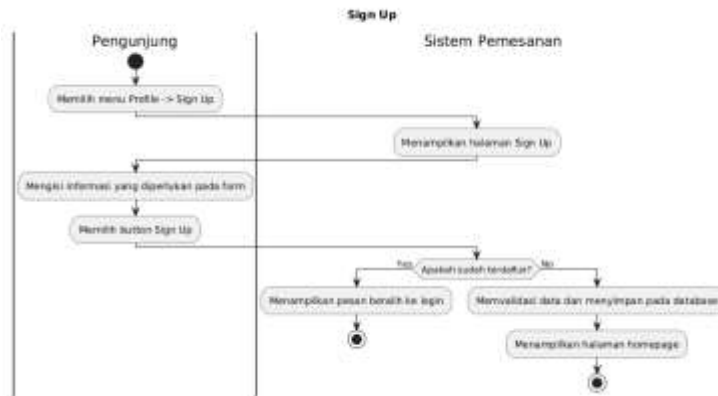 Sign Up
Pengunjung
Sistem Pemesanan
Memilih menu Profile -> Sign Up
Menampilkan halaman Sign Up
Mengisi informasi yang diperlukan pada form
Memilih button Sign Up
Apakah sudah terdaftar?
Yes
No
Menampilkan pesan beralih ke login
Memvalidasi data dan menyimpan pada database
Menampilkan halaman homepage